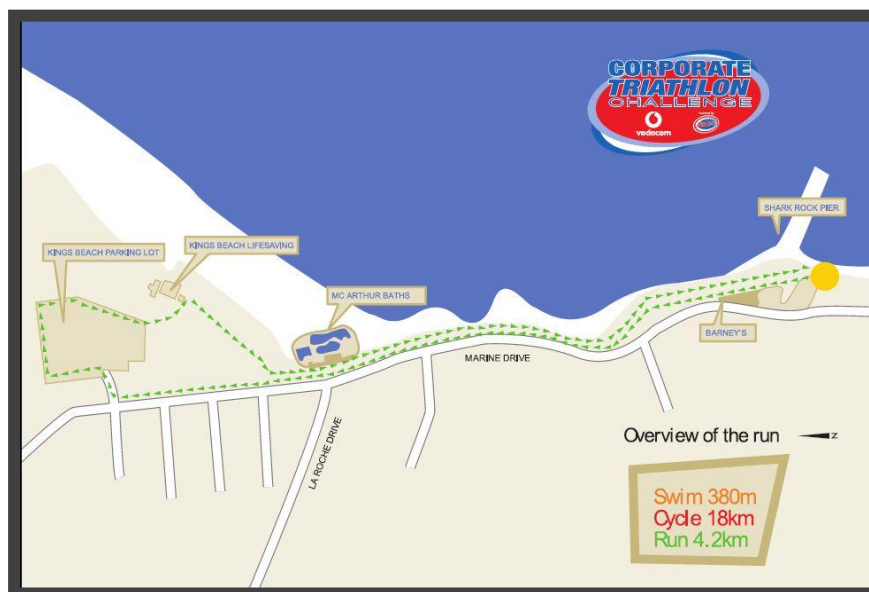 CORPORATE
TRIATHLON
CHALLENGE
vodacom
SHARK ROCK PIER
KINGS BEACH LIFESAVING
KINGS BEACH PARKING LOT
MC ARTHUR BATHS
BARNEY'S
MARINE DRIVE
LA ROCHE DRIVE
Overview of the run
N
Swim 380m
Cycle 18km
Run 4.2km